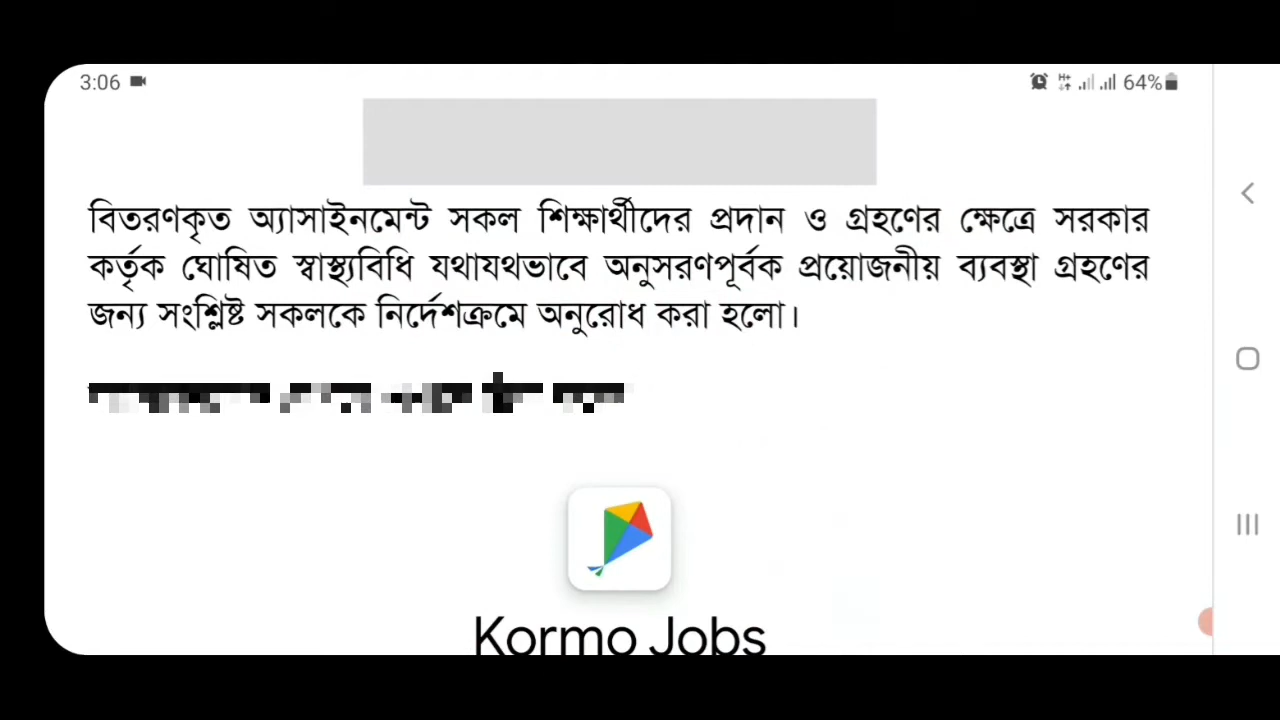 3:06
64%
বিতরণকৃত অ্যাসাইনমেন্ট সকল শিক্ষার্থীদের প্রদান ও গ্রহণের ক্ষেত্রে সরকার
কর্তৃক ঘোষিত স্বাস্থ্যবিধি যথাযথভাবে অনুসরণপূর্বক প্রয়োজনীয় ব্যবস্থা গ্রহণের
জন্য সংশ্লিষ্ট সকলকে নির্দেশক্রমে অনুরোধ করা হলো।
Kormo Jobs